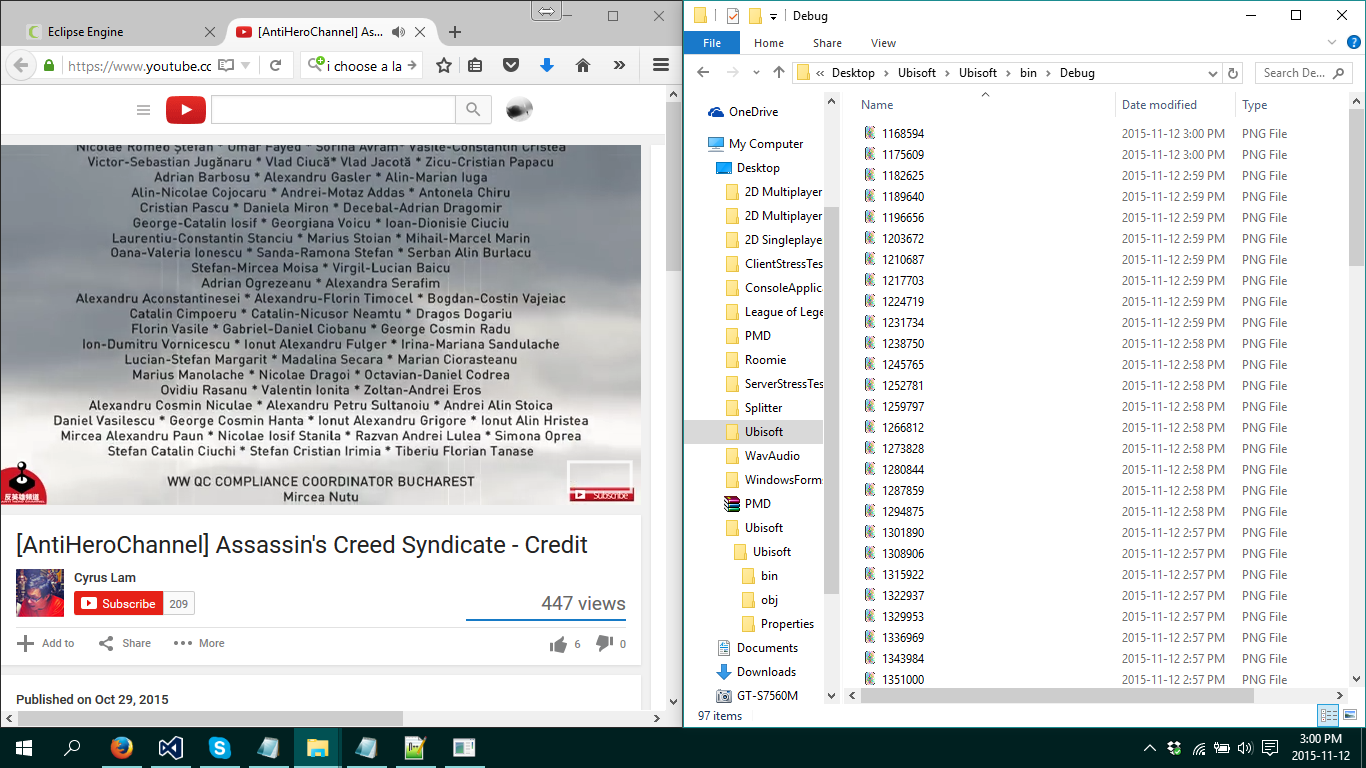 Eclipse Engine
[AntiHeroChannel] As...
https://www.youtube.cc
i choose a la
Nicolae Romeo Ștefan * Omar Fayed * Sorina Avram* Vasile-Constantin Cristea
Victor-Sebastian Jugănaru * Vlad Ciucă* Vlad Jacotă * Zicu-Cristian Papacu
Adrian Barbosu * Alexandru Gasler * Alin-Marian Iuga
Alin-Nicolae Cojocaru * Andrei-Motaz Addas * Antonela Chiru
Cristian Pascu * Daniela Miron * Decebal-Adrian Dragomir
George-Catalin Iosif * Georgiana Voicu * Ioan-Dionisie Ciuciu
Laurentiu-Constantin Stanciu * Marius Stoian * Mihail-Marcel Marin
Oana-Valeria Ionescu * Sanda-Ramona Stefan * Serban Alin Burlacu
Stefan-Mircea Moisa * Virgil-Lucian Baicu
Adrian Ogrezeanu * Alexandra Serafim
Alexandru Aconstantinesei * Alexandru-Florin Timocel * Bogdan-Costin Vajeiac
Catalin Cimpoeru * Catalin-Nicusor Neamtu * Dragos Dogariu
Florin Vasile * Gabriel-Daniel Ciobanu * George Cosmin Radu
Ion-Dumitru Vornicescu * Ionut Alexandru Fulger * Irina-Mariana Sandulache
Lucian-Stefan Margarit * Madalina Secara * Marian Ciorasteanu
Marius Manolache * Nicolae Dragoi * Octavian-Daniel Codrea
Ovidiu Rasanu * Valentin Ionita * Zoltan-Andrei Eros
Alexandru Cosmin Niculae * Alexandru Petru Sultanoiu * Andrei Alin Stoica
Daniel Vasilescu * George Cosmin Hanta * Ionut Alexandru Grigore * Ionut Alin Hristea
Mircea Alexandru Paun * Nicolae Iosif Stanila * Razvan Andrei Lulea * Simona Oprea
Stefan Catalin Ciuchi * Stefan Cristian Irimia * Tiberiu Florian Tanase
WW QC COMPLIANCE COORDINATOR BUCHAREST
Mircea Nutu
反英雄頻道
Subscribe
[AntiHeroChannel] Assassin's Creed Syndicate - Credit
Cyrus Lam
Subscribe 209
447 views
Add to Share More 6 0
Published on Oct 29, 2015
Debug
File Home Share View
« Desktop Ubisoft Ubisoft bin Debug
Search De...
OneDrive
My Computer
Desktop
2D Multiplayer
2D Multiplayer
2D Singleplaye
ClientStressTes
ConsoleApplica
League of Lege
PMD
Roomie
ServerStressTes
Splitter
Ubisoft
WavAudio
WindowsForm
PMD
Ubisoft
Ubisoft
bin
obj
Properties
Documents
Downloads
GT-S7560M
Name Date modified Type
1168594 2015-11-12 3:00 PM PNG File
1175609 2015-11-12 3:00 PM PNG File
1182625 2015-11-12 2:59 PM PNG File
1189640 2015-11-12 2:59 PM PNG File
1196656 2015-11-12 2:59 PM PNG File
1203672 2015-11-12 2:59 PM PNG File
1210687 2015-11-12 2:59 PM PNG File
1217703 2015-11-12 2:59 PM PNG File
1224719 2015-11-12 2:59 PM PNG File
1231734 2015-11-12 2:59 PM PNG File
1238750 2015-11-12 2:58 PM PNG File
1245765 2015-11-12 2:58 PM PNG File
1252781 2015-11-12 2:58 PM PNG File
1259797 2015-11-12 2:58 PM PNG File
1266812 2015-11-12 2:58 PM PNG File
1273828 2015-11-12 2:58 PM PNG File
1280844 2015-11-12 2:58 PM PNG File
1287859 2015-11-12 2:58 PM PNG File
1294875 2015-11-12 2:58 PM PNG File
1301890 2015-11-12 2:57 PM PNG File
1308906 2015-11-12 2:57 PM PNG File
1315922 2015-11-12 2:57 PM PNG File
1322937 2015-11-12 2:57 PM PNG File
1329953 2015-11-12 2:57 PM PNG File
1336969 2015-11-12 2:57 PM PNG File
1343984 2015-11-12 2:57 PM PNG File
1351000 2015-11-12 2:57 PM PNG File
97 items
3:00 PM
2015-11-12